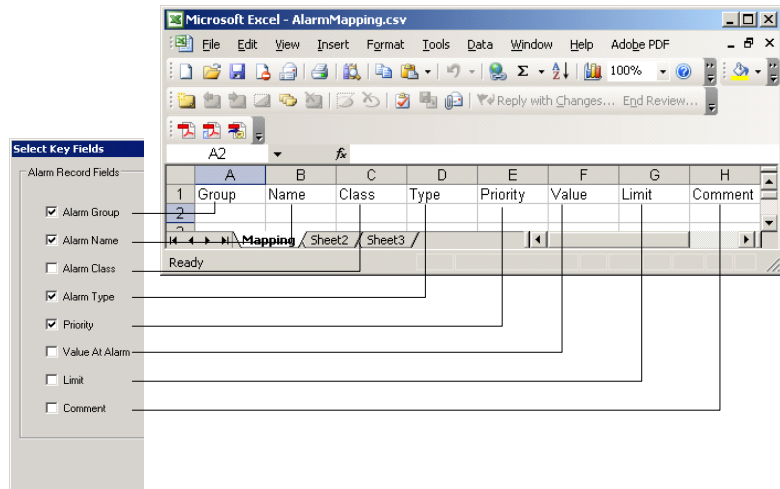 Microsoft Excel - AlarmMapping.csv
File Edit View Insert Format Tools Data Window Help Adobe PDF
Σ 100%
Reply with Changes... End Review...
A2 fx
A B C D E F G H
1 Group Name Class Type Priority Value Limit Comment
2
Mapping Sheet2 Sheet3
Ready
Select Key Fields
Alarm Record Fields
Alarm Group
Alarm Name
Alarm Class
Alarm Type
Priority
Value At Alarm
Limit
Comment